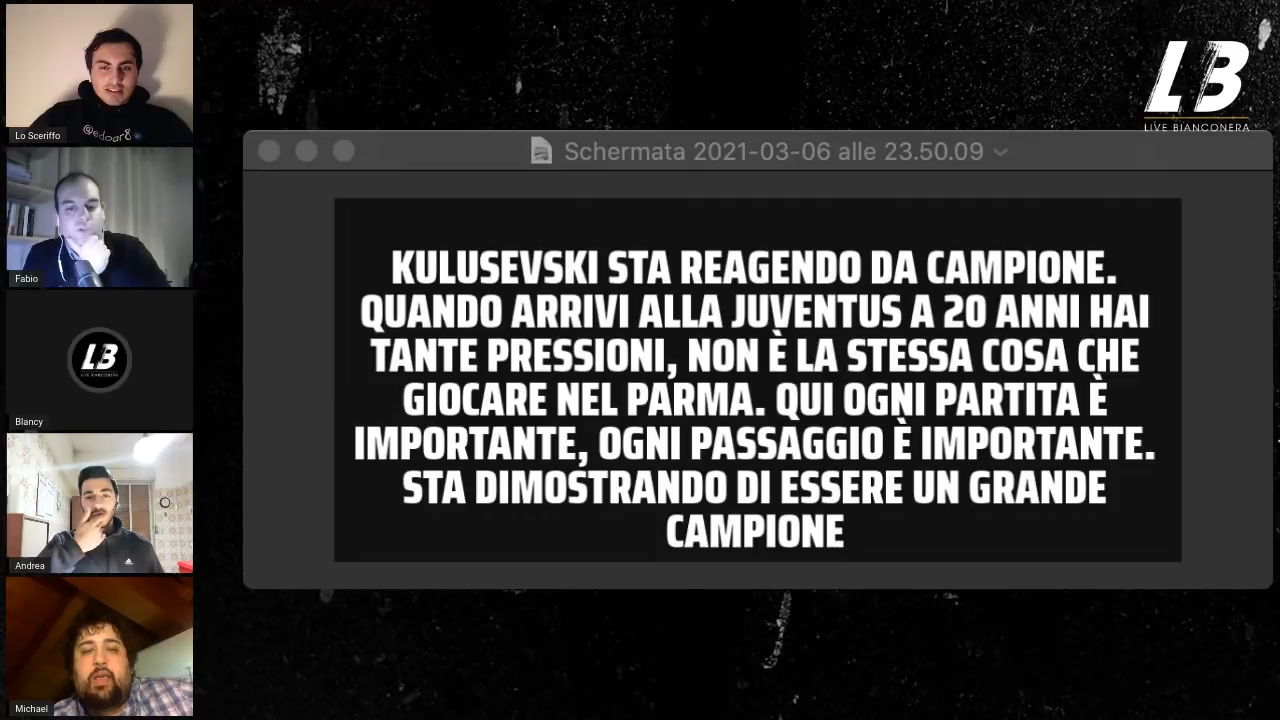 @edoar8
Lo Sceriffo
Fabio
LB
Blancy
Andrea
Michael
LB
LIVE BIANCONERA
Schermata 2021-03-06 alle 23.50.09
KULUSEVSKI STA REAGENDO DA CAMPIONE.
QUANDO ARRIVI ALLA JUVENTUS A 20 ANNI HAI
TANTE PRESSIONI, NON È LA STESSA COSA CHE
GIOCARE NEL PARMA. QUI OGNI PARTITA È
IMPORTANTE, OGNI PASSAGGIO È IMPORTANTE.
STA DIMOSTRANDO DI ESSERE UN GRANDE
CAMPIONE